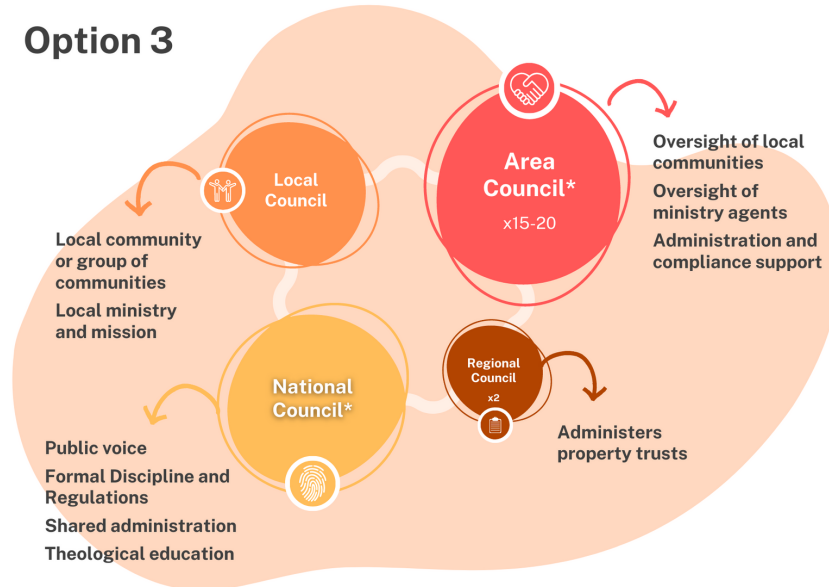 Option 3
Local
Council
Local community
or group of
communities
Local ministry
and mission
Area
Council*
x15-20
Oversight of local
communities
Oversight of
ministry agents
Administration and
compliance support
National
Council*
Public voice
Formal Discipline and
Regulations
Shared administration
Theological education
Regional
Council
x2
Administers
property trusts